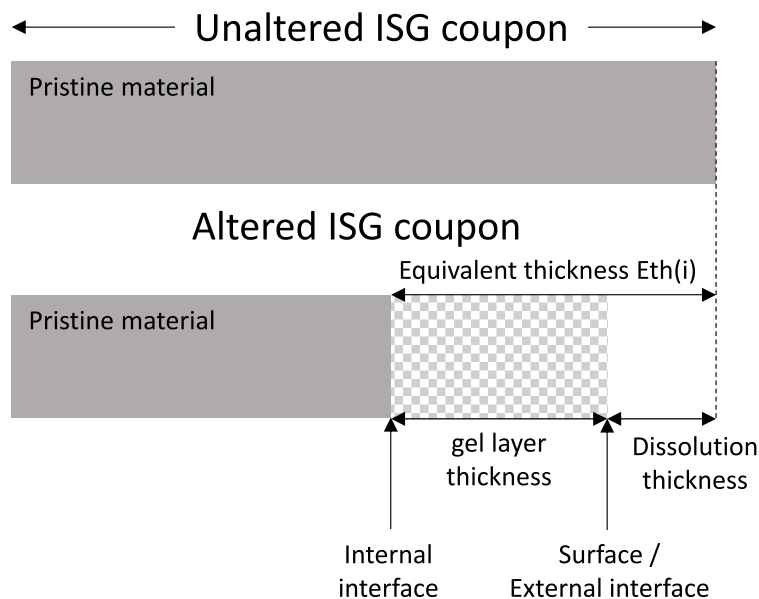 Unaltered ISG coupon
Pristine material
Altered ISG coupon
Equivalent thickness Eth(i)
Pristine material
gel layer
thickness
Dissolution
thickness
Internal
interface
Surface /
External interface